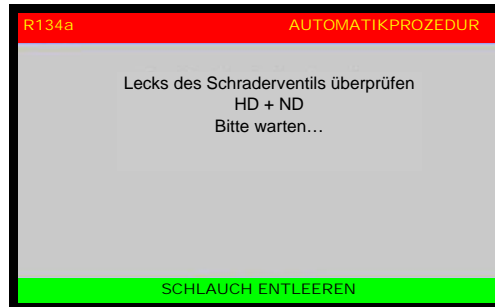 R134a AUTOMATIKPROZEDUR
Lecks des Schraderventils überprüfen
HD + ND
Bitte warten…
SCHLAUCH ENTLEEREN